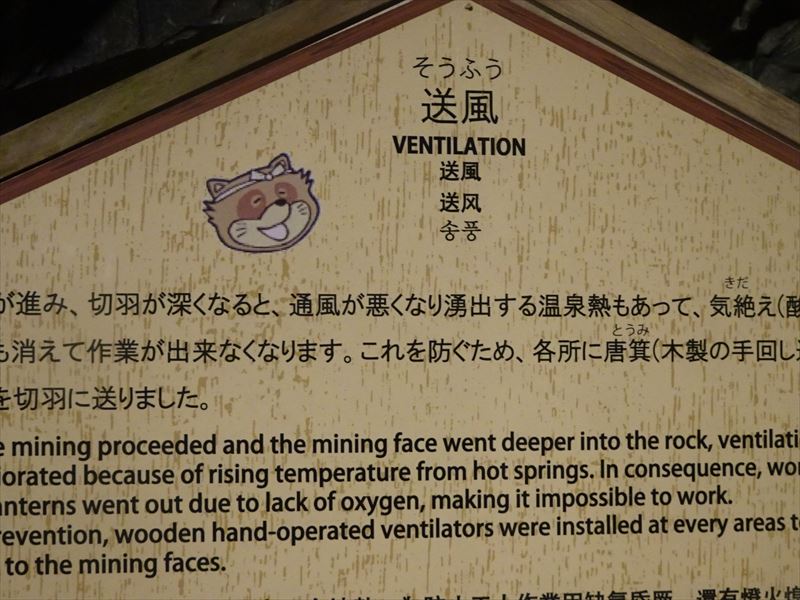 そうふう
送風
VENTILATION
送風
送风
송풍
が進み、切羽が深くなると、通風が悪くなり湧出する温泉熱もあって、気絶え(酸
きだ
も消えて作業が出来なくなります。これを防ぐため、各所に唐箕(木製の手回し
とうみ
を切羽に送りました。
e mining proceeded and the mining face went deeper into the rock, ventilati
iorated because of rising temperature from hot springs. In consequence, wor
anterns went out due to lack of oxygen, making it impossible to work.
revention, wooden hand-operated ventilators were installed at every areas to
to the mining faces.